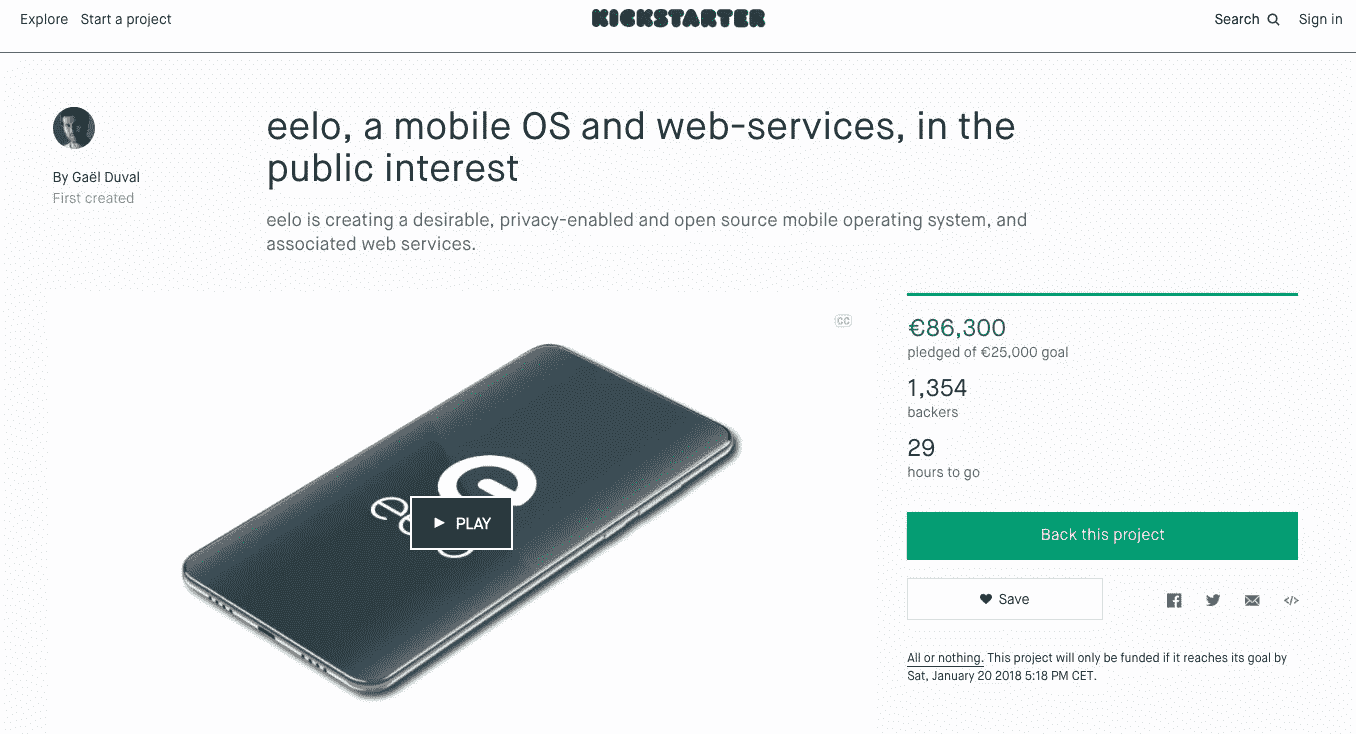 Explore Start a project
KICKSTARTER
Search Sign in
By Gaël Duval
First created
eelo, a mobile OS and web-services, in the
public interest
eelo is creating a desirable, privacy-enabled and open source mobile operating system, and
associated web services.
CC
PLAY
€86,300
pledged of €25,000 goal
1,354
backers
29
hours to go
Back this project
Save
All or nothing. This project will only be funded if it reaches its goal by
Sat, January 20 2018 5:18 PM CET.